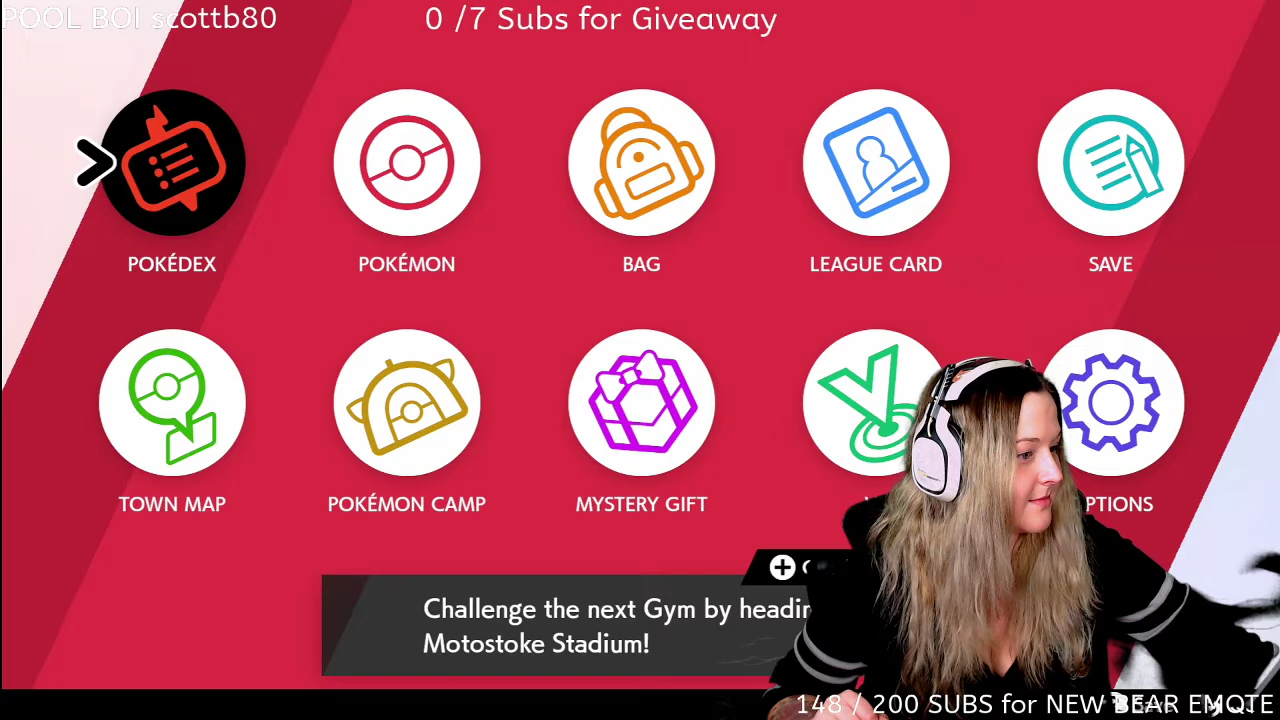 POOL BOI scottb80
0 /7 Subs for Giveaway
POKÉDEX
POKÉMON
BAG
LEAGUE CARD
SAVE
TOWN MAP
POKÉMON CAMP
MYSTERY GIFT
PTIONS
Challenge the next Gym by headin
Motostoke Stadium!
148 / 200 SUBS for NEW BEAR EMOTE